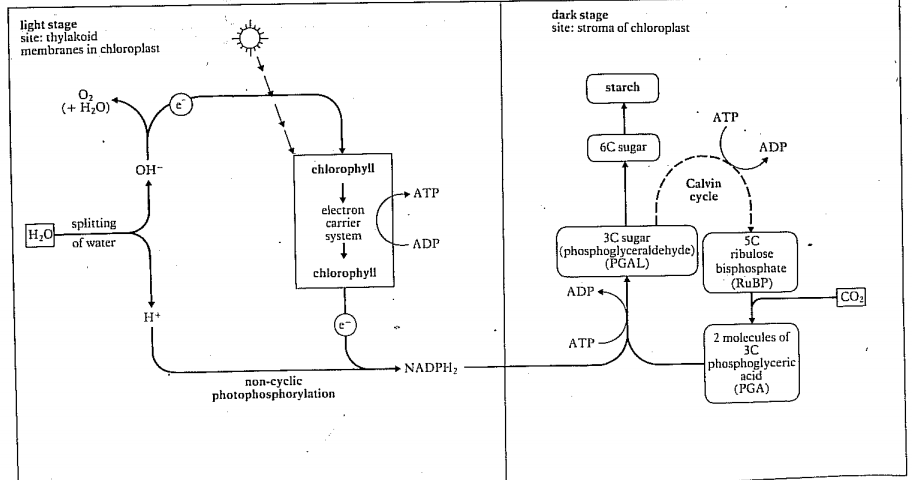 light stage
site: thylakoid
membranes in chloroplast
O₂
(+ H₂O)
e⁻
OH⁻
H₂O
splitting
of water
H⁺
chlorophyll
electron
carrier
system
chlorophyll
ATP
ADP
e⁻
NADPH₂
non-cyclic
photophosphorylation
dark stage
site: stroma of chloroplast
starch
6C sugar
ATP
ADP
Calvin
cycle
3C sugar
(phosphoglyceraldehyde)
(PGAL)
5C
ribulose
bisphosphate
(RuBP)
CO₂
ADP
ATP
2 molecules of
3C
phosphoglyceric
acid
(PGA)